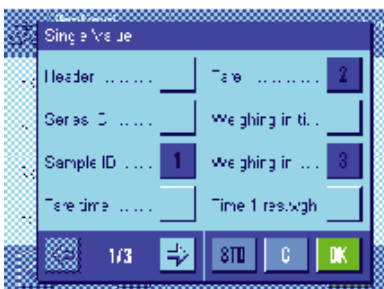 Single Value
Header ........
Tare .......... 2
Series ID ......
Weighing in ti..
Sample ID .... 1
Weighing in ... 3
Tare time ......
Time 1 res.wgh
1/3 STD C OK